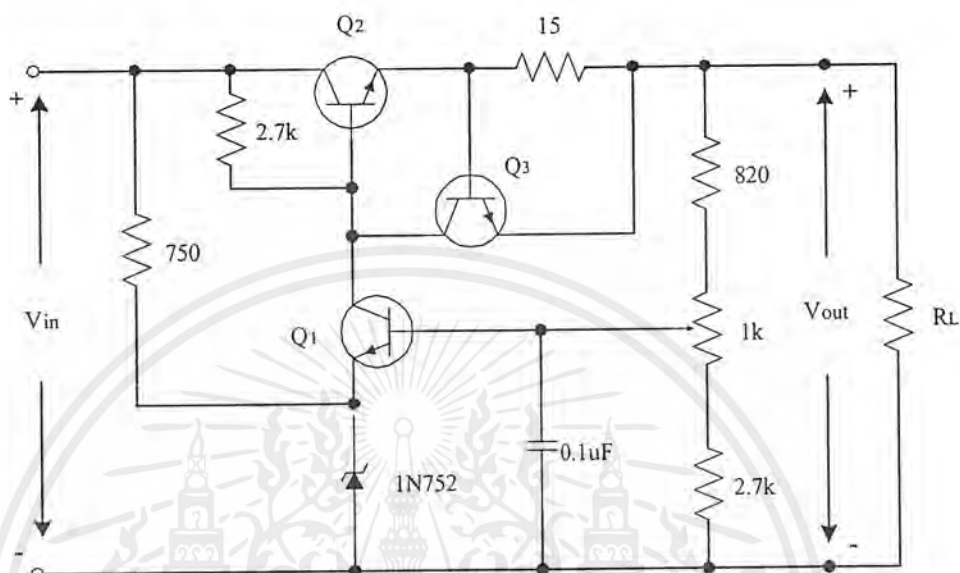 Q2
15
2.7k
Q3
820
750
+
Vin
-
Q1
1k
+
Vout
-
RL
1N752
0.1uF
2.7k